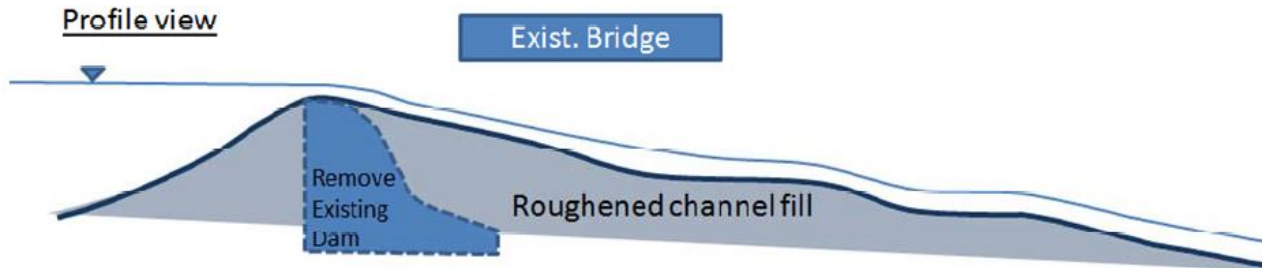 Profile view
Exist. Bridge
Remove
Existing
Dam
Roughened channel fill